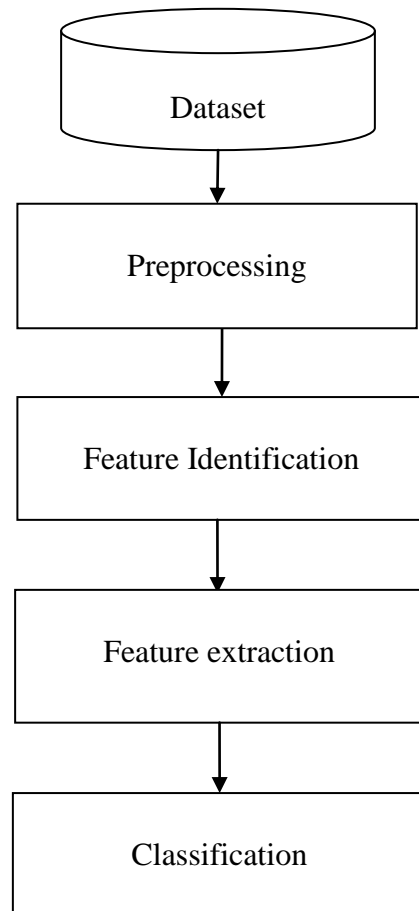 Dataset
Preprocessing
Feature Identification
Feature extraction
Classification